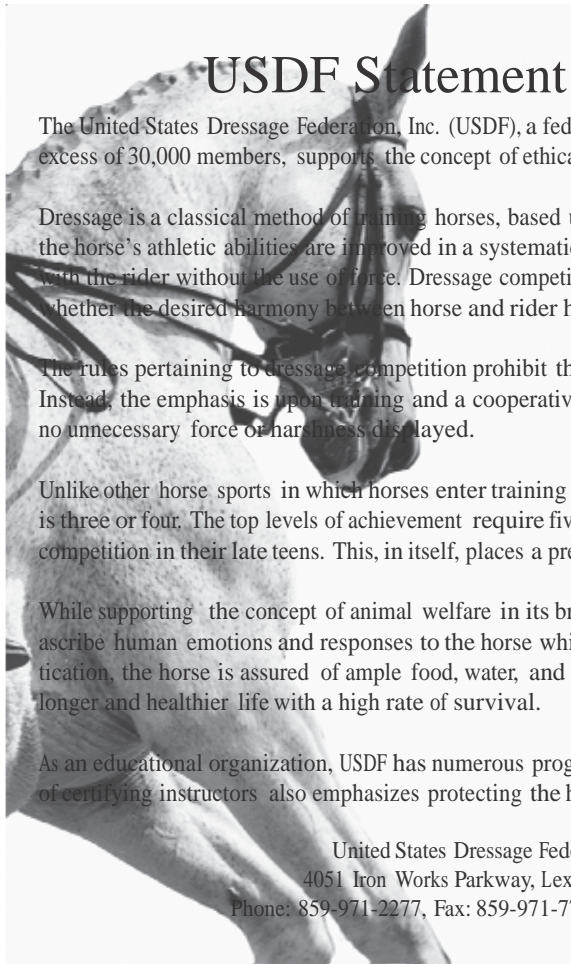 USDF Statement
The United States Dressage Federation, Inc. (USDF), a fed
excess of 30,000 members, supports the concept of ethica
Dressage is a classical method of training horses, based u
the horse's athletic abilities are improved in a systematic
with the rider without the use of force. Dressage competi
whether the desired harmony between horse and rider h
The rules pertaining to dressage competition prohibit th
Instead, the emphasis is upon training and a cooperativ
no unnecessary force or harshness displayed.
Unlike other horse sports in which horses enter training
is three or four. The top levels of achievement require fiv
competition in their late teens. This, in itself, places a pre
While supporting the concept of animal welfare in its br
ascribe human emotions and responses to the horse whi
tication, the horse is assured of ample food, water, and
longer and healthier life with a high rate of survival.
As an educational organization, USDF has numerous prog
of certifying instructors also emphasizes protecting the h
United States Dressage Fede
4051 Iron Works Parkway, Lex
Phone: 859-971-2277, Fax: 859-971-77